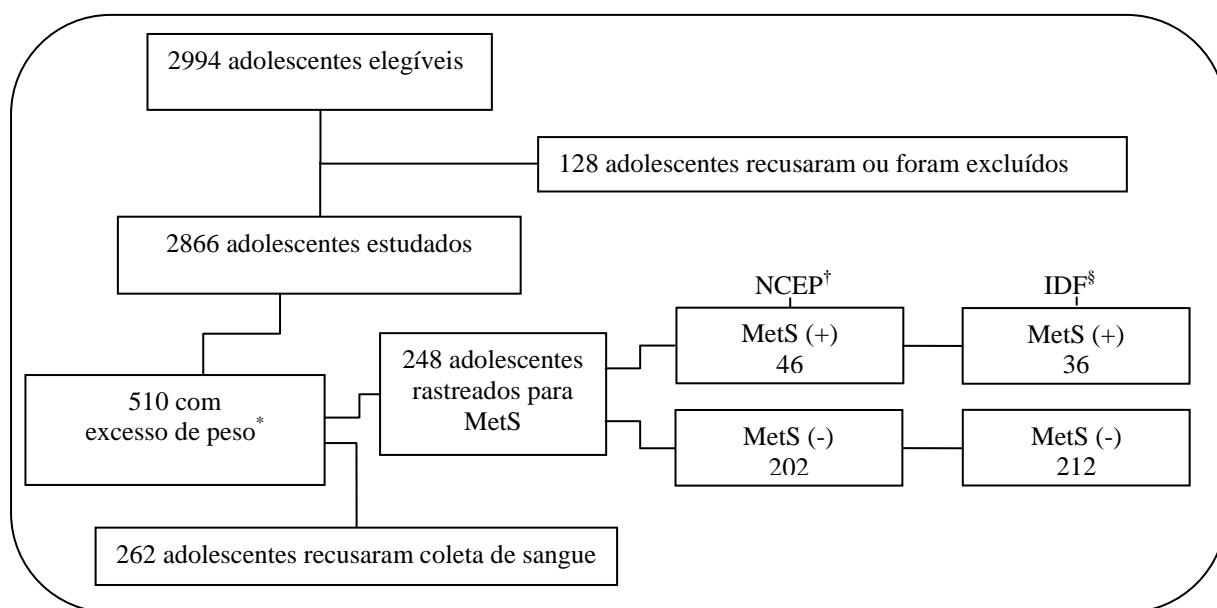 2994 adolescentes elegíveis
128 adolescentes recusaram ou foram excluídos
2866 adolescentes estudados
NCEP†
IDF§
MetS (+)
46
MetS (+)
36
248 adolescentes
rastreados para
MetS
510 com
excesso de peso*
MetS (-)
202
MetS (-)
212
262 adolescentes recusaram coleta de sangue